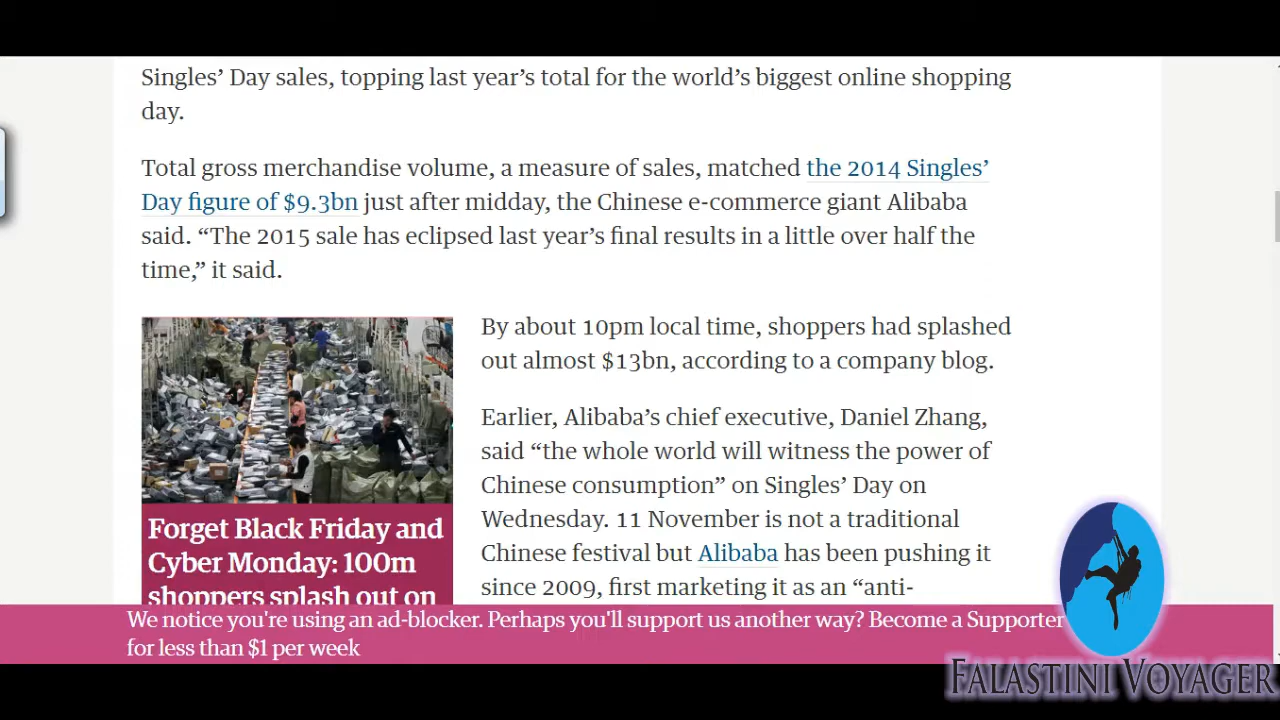 Singles’ Day sales, topping last year’s total for the world’s biggest online shopping
day.
Total gross merchandise volume, a measure of sales, matched the 2014 Singles’
Day figure of $9.3bn just after midday, the Chinese e-commerce giant Alibaba
said. “The 2015 sale has eclipsed last year’s final results in a little over half the
time,” it said.
By about 10pm local time, shoppers had splashed
out almost $13bn, according to a company blog.
Earlier, Alibaba’s chief executive, Daniel Zhang,
said “the whole world will witness the power of
Chinese consumption” on Singles’ Day on
Wednesday. 11 November is not a traditional
Chinese festival but Alibaba has been pushing it
since 2009, first marketing it as an “anti-
Forget Black Friday and
Cyber Monday: 100m
shoppers splash out on
We notice you're using an ad-blocker. Perhaps you'll support us another way? Become a Supporter
for less than $1 per week
FALASTINI VOYAGER